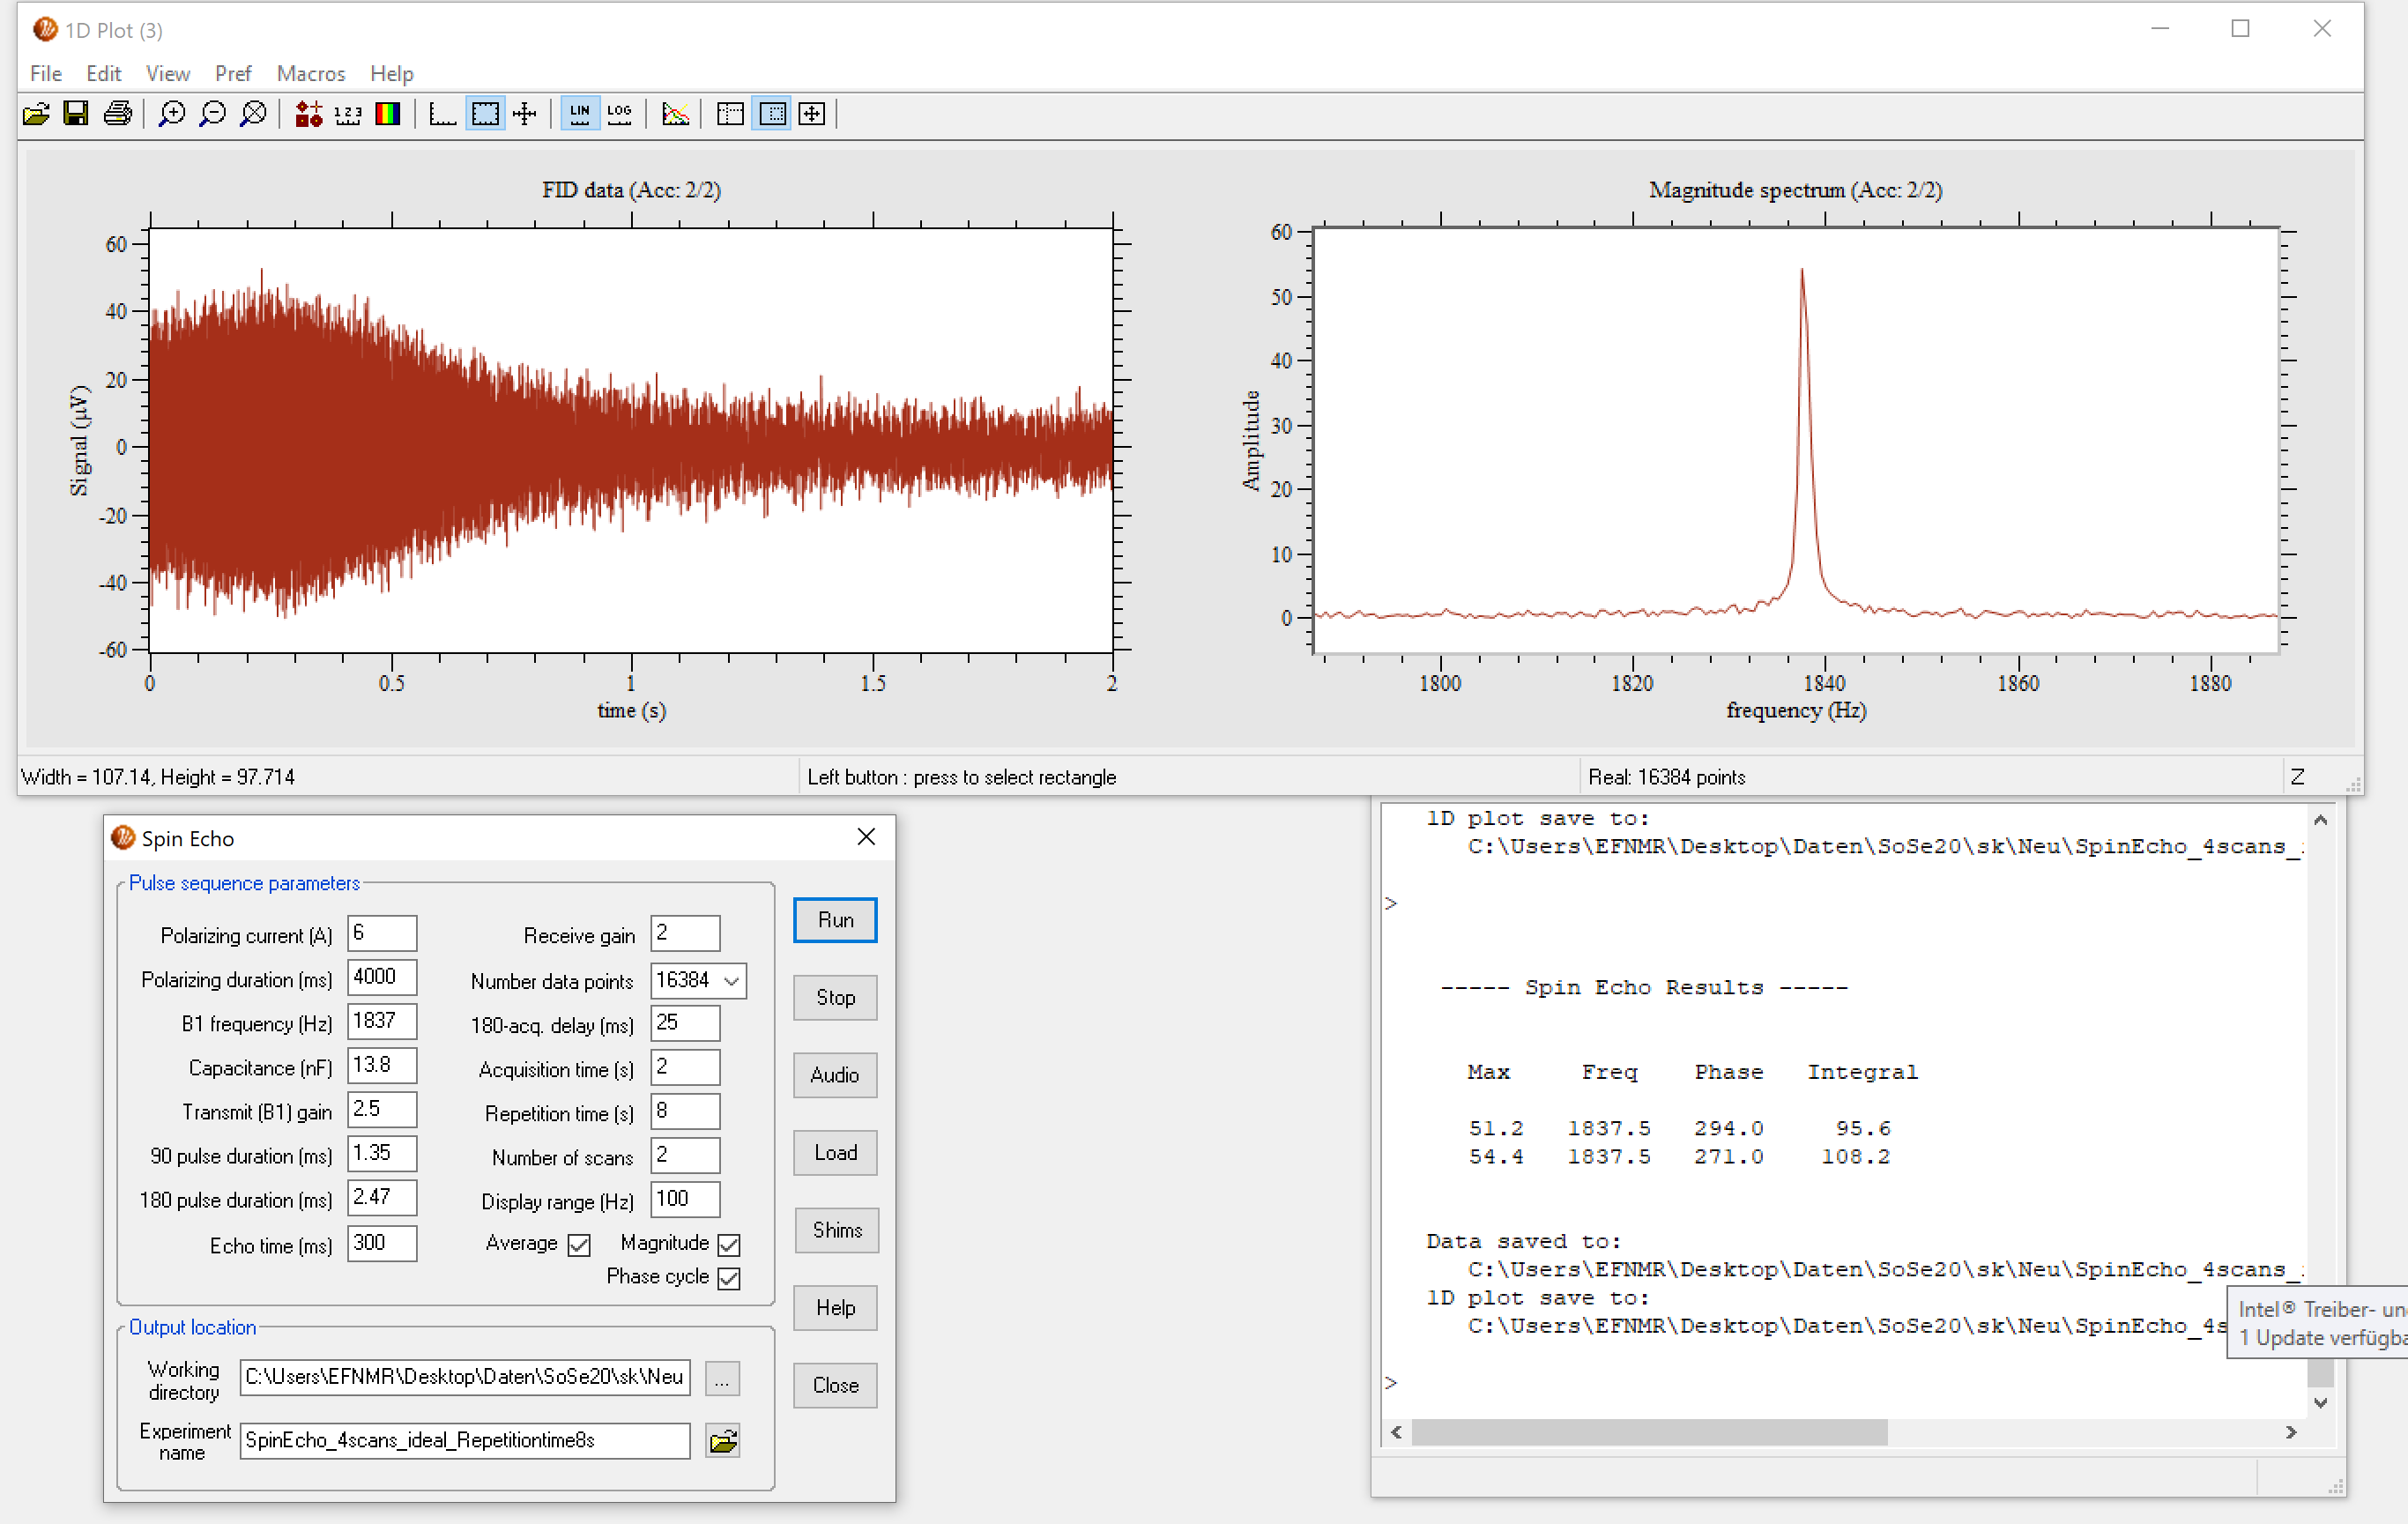 1D Plot (3)
File Edit View Pref Macros Help
1 2 3 LIN LOG
FID data (Acc: 2/2)
60
40
20
0
-20
-40
-60
Signal (µV)
0 0.5 1 1.5 2
time (s)
Magnitude spectrum (Acc: 2/2)
60
50
40
30
20
10
0
Amplitude
1800 1820 1840 1860 1880
frequency (Hz)
Width = 107.14, Height = 97.714 Left button : press to select rectangle Real: 16384 points Z
Spin Echo
Pulse sequence parameters
Polarizing current (A) 6 Receive gain 2
Polarizing duration (ms) 4000 Number data points 16384
B1 frequency (Hz) 1837 180-acq. delay (ms) 25
Capacitance (nF) 13.8 Acquisition time (s) 2
Transmit (B1) gain 2.5 Repetition time (s) 8
90 pulse duration (ms) 1.35 Number of scans 2
180 pulse duration (ms) 2.47 Display range (Hz) 100
Echo time (ms) 300 Average Magnitude
Phase cycle
Run
Stop
Audio
Load
Shims
Help
Close
Output location
Working directory C:\Users\EFNMR\Desktop\Daten\SoSe20\sk\Neu ...
Experiment name SpinEcho_4scans_ideal_Repetitiontime8s
1D plot save to:
C:\Users\EFNMR\Desktop\Daten\SoSe20\sk\Neu\SpinEcho_4scans_
>
----- Spin Echo Results -----
Max Freq Phase Integral
51.2 1837.5 294.0 95.6
54.4 1837.5 271.0 108.2
Data saved to:
C:\Users\EFNMR\Desktop\Daten\SoSe20\sk\Neu\SpinEcho_4scans_
1D plot save to:
C:\Users\EFNMR\Desktop\Daten\SoSe20\sk\Neu\SpinEcho_4s
>
Intel® Treiber- un
1 Update verfügba